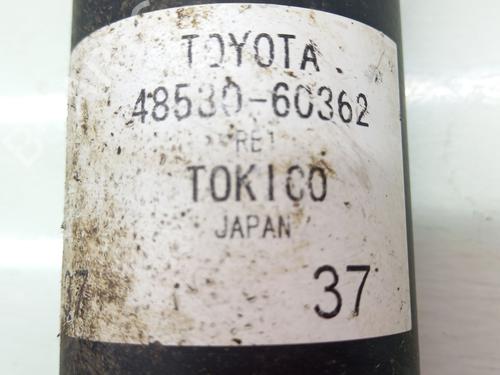 TOYOTA
48530-60362
RE1
TOKICO
JAPAN
37